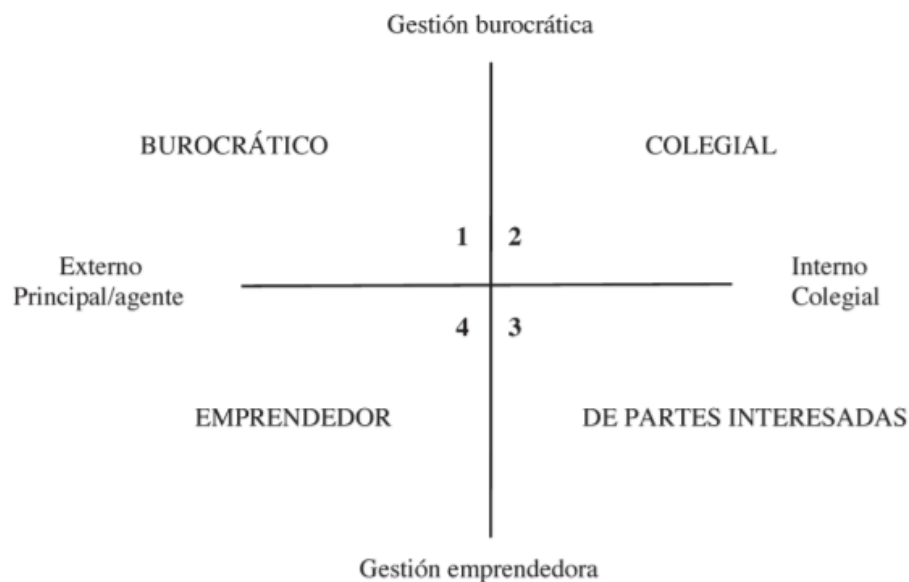 Gestión burocrática
BUROCRÁTICO
COLEGIAL
1
2
Externo
Principal/agente
Interno
Colegial
4
3
EMPRENDEDOR
DE PARTES INTERESADAS
Gestión emprendedora